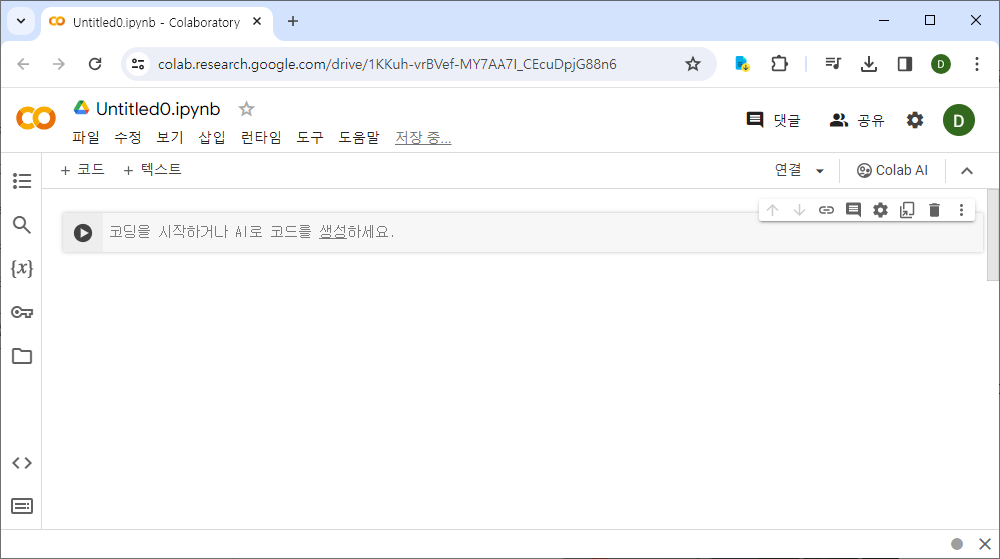 Untitled0.ipynb - Colaboratory
colab.research.google.com/drive/1KKuh-vrBVef-MY7AA7I_CEcuDpjG88n6
D
Untitled0.ipynb
파일 수정 보기 삽입 런타임 도구 도움말 저장 중...
댓글 공유 D
+ 코드 + 텍스트 연결 Colab AI
{x}
코딩을 시작하거나 AI로 코드를 생성하세요.